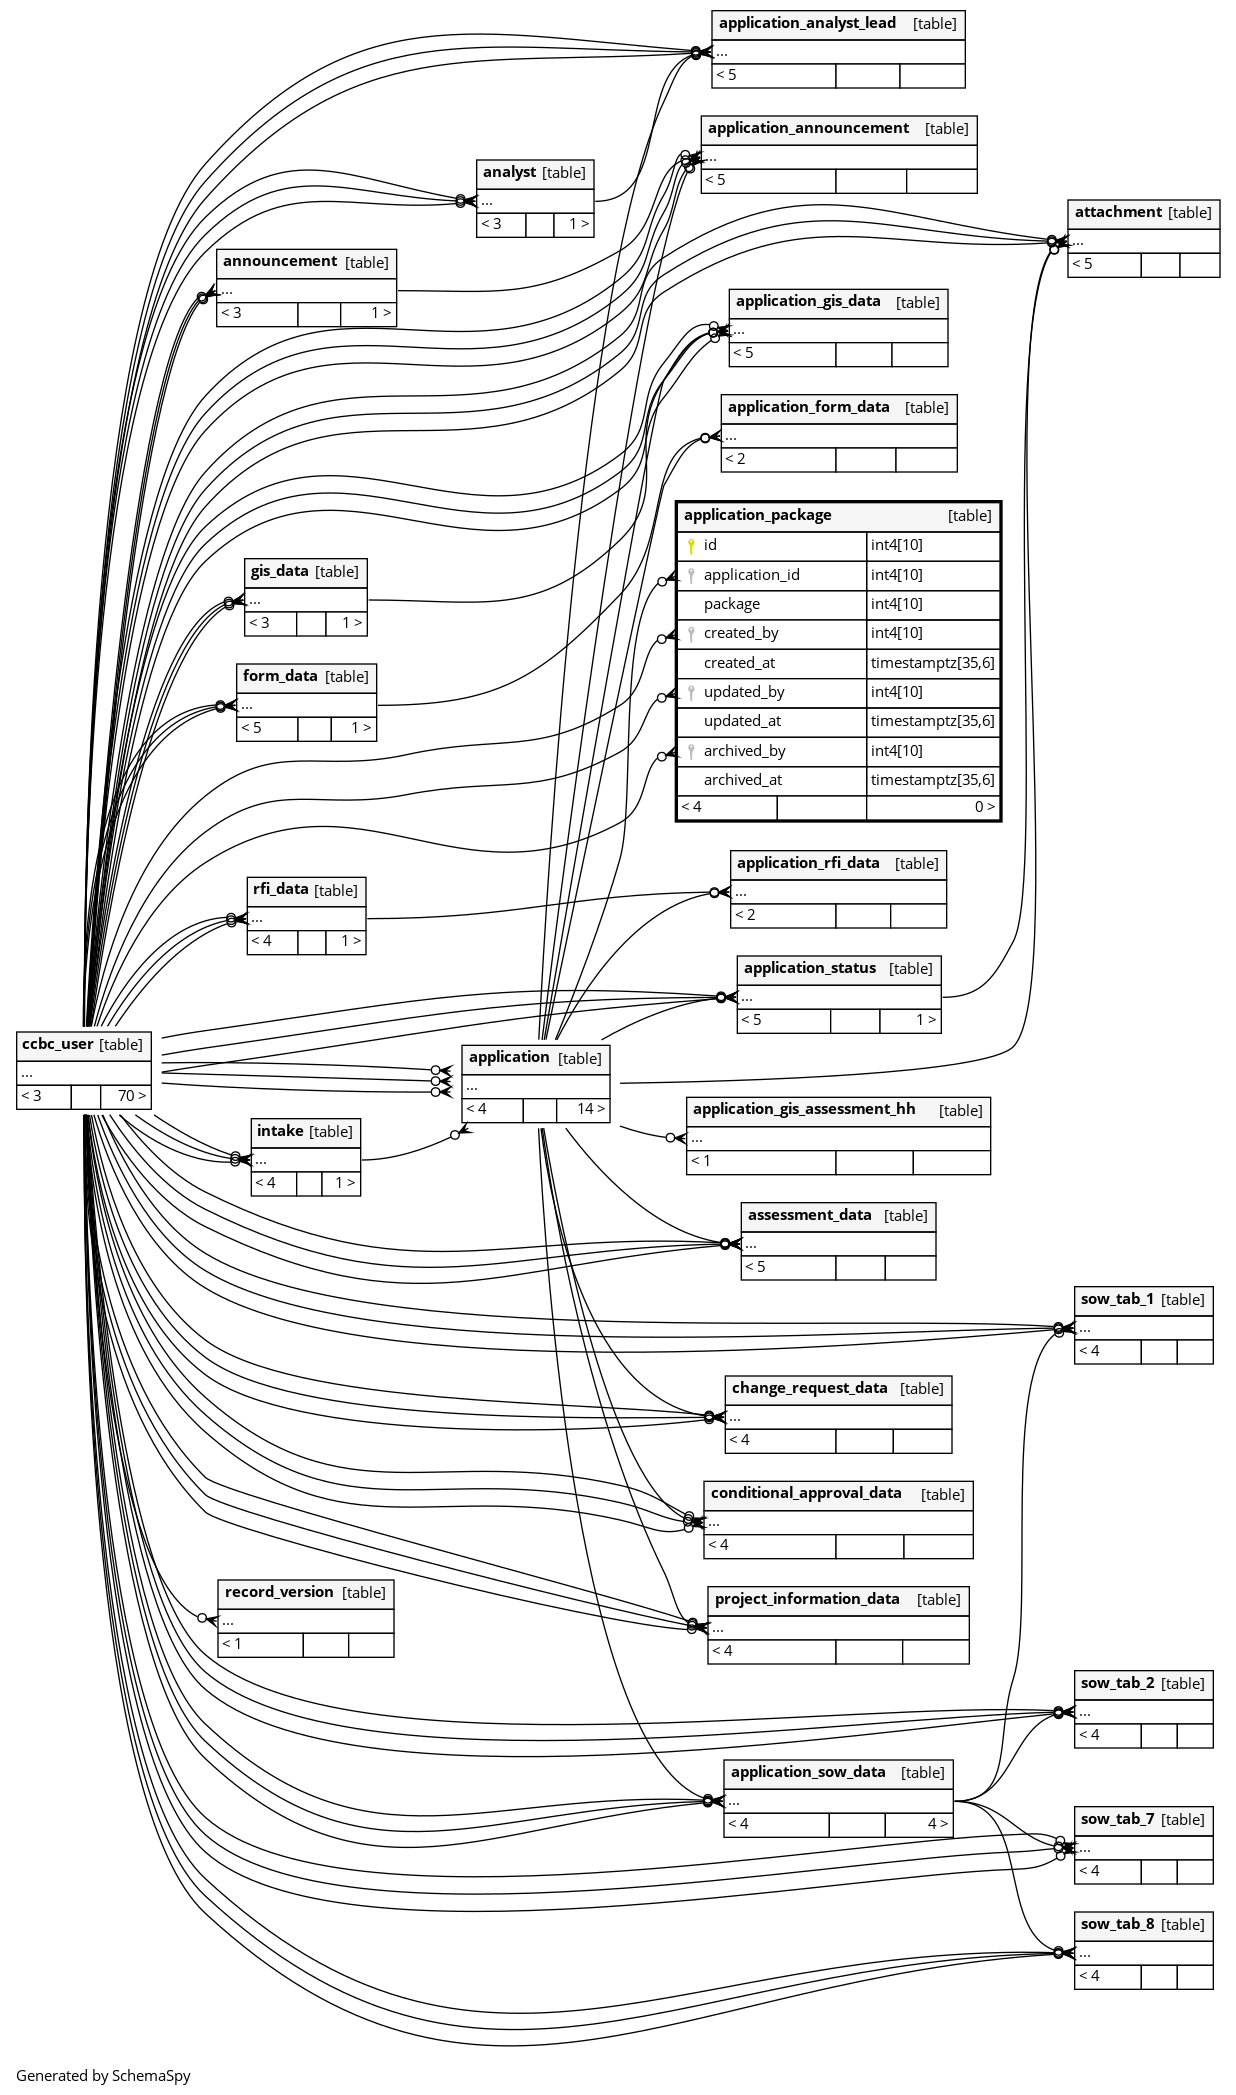 application_analyst_lead [table]
...
< 5
application_announcement [table]
...
< 5
analyst [table]
...
< 3 1 >
attachment [table]
...
< 5
announcement [table]
...
< 3 1 >
application_gis_data [table]
...
< 5
application_form_data [table]
...
< 2
application_package [table]
id int4[10]
application_id int4[10]
package int4[10]
created_by int4[10]
created_at timestamptz[35,6]
updated_by int4[10]
updated_at timestamptz[35,6]
archived_by int4[10]
archived_at timestamptz[35,6]
< 4 0 >
gis_data [table]
...
< 3 1 >
form_data [table]
...
< 5 1 >
application_rfi_data [table]
...
< 2
rfi_data [table]
...
< 4 1 >
application_status [table]
...
< 5 1 >
ccbc_user [table]
...
< 3 70 >
application [table]
...
< 4 14 >
application_gis_assessment_hh [table]
...
< 1
intake [table]
...
< 4 1 >
assessment_data [table]
...
< 5
sow_tab_1 [table]
...
< 4
change_request_data [table]
...
< 4
conditional_approval_data [table]
...
< 4
record_version [table]
...
< 1
project_information_data [table]
...
< 4
sow_tab_2 [table]
...
< 4
application_sow_data [table]
...
< 4 4 >
sow_tab_7 [table]
...
< 4
sow_tab_8 [table]
...
< 4
Generated by SchemaSpy